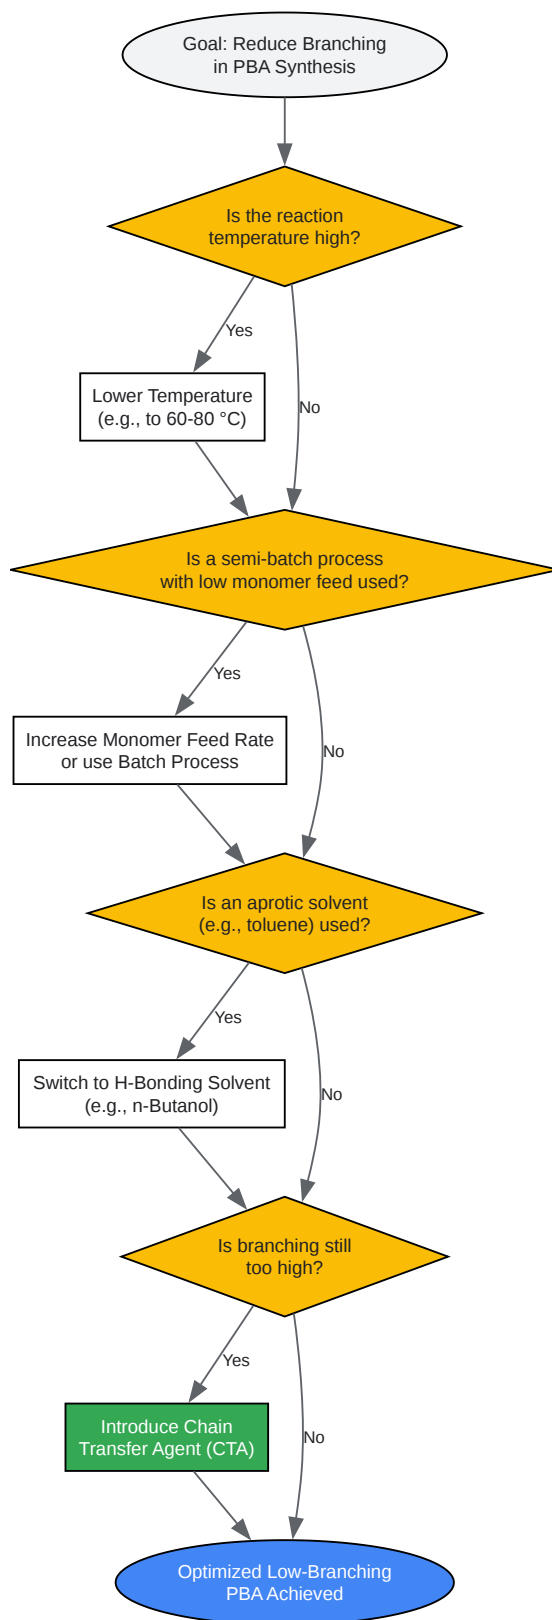 Goal: Reduce Branching
in PBA Synthesis
Is the reaction
temperature high?
Yes
Lower Temperature
(e.g., to 60-80 °C)
No
Is a semi-batch process
with low monomer feed used?
Yes
Increase Monomer Feed Rate
or use Batch Process
No
Is an aprotic solvent
(e.g., toluene) used?
Yes
Switch to H-Bonding Solvent
(e.g., n-Butanol)
No
Is branching still
too high?
Yes
Introduce Chain
Transfer Agent (CTA)
No
Optimized Low-Branching
PBA Achieved